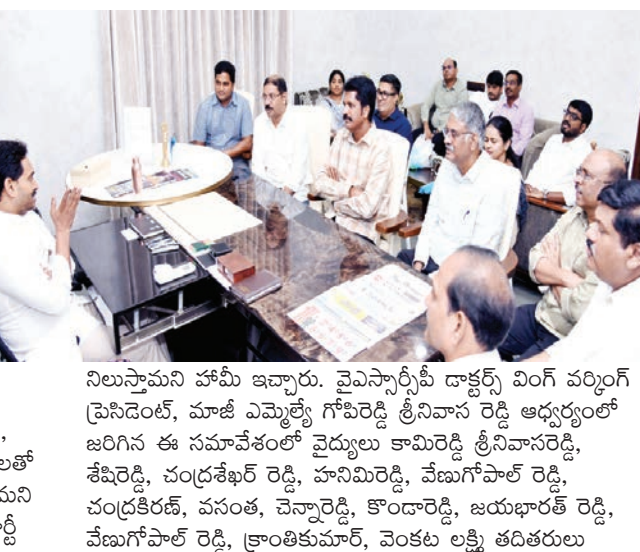 నిలుస్తామని హామీ ఇచ్చారు. వైఎస్సార్‌సీపీ డాక్టర్స్ వింగ్ వర్కింగ్
ప్రెసిడెంట్, మాజీ ఎమ్మెల్యే గోపిరెడ్డి శ్రీనివాస రెడ్డి ఆధ్వర్యంలో
జరిగిన ఈ సమావేశంలో వైద్యులు కామిరెడ్డి శ్రీనివాసరెడ్డి,
శేషిరెడ్డి, చంద్రశేఖర్ రెడ్డి, హనిమిరెడ్డి, వేణుగోపాల్ రెడ్డి,
చంద్రకిరణ్, వసంత, చెన్నారెడ్డి, కొండారెడ్డి, జయభారత్ రెడ్డి,
వేణుగోపాల్ రెడ్డి, క్రాంతికుమార్, వెంకట లక్ష్మి తదితరులు